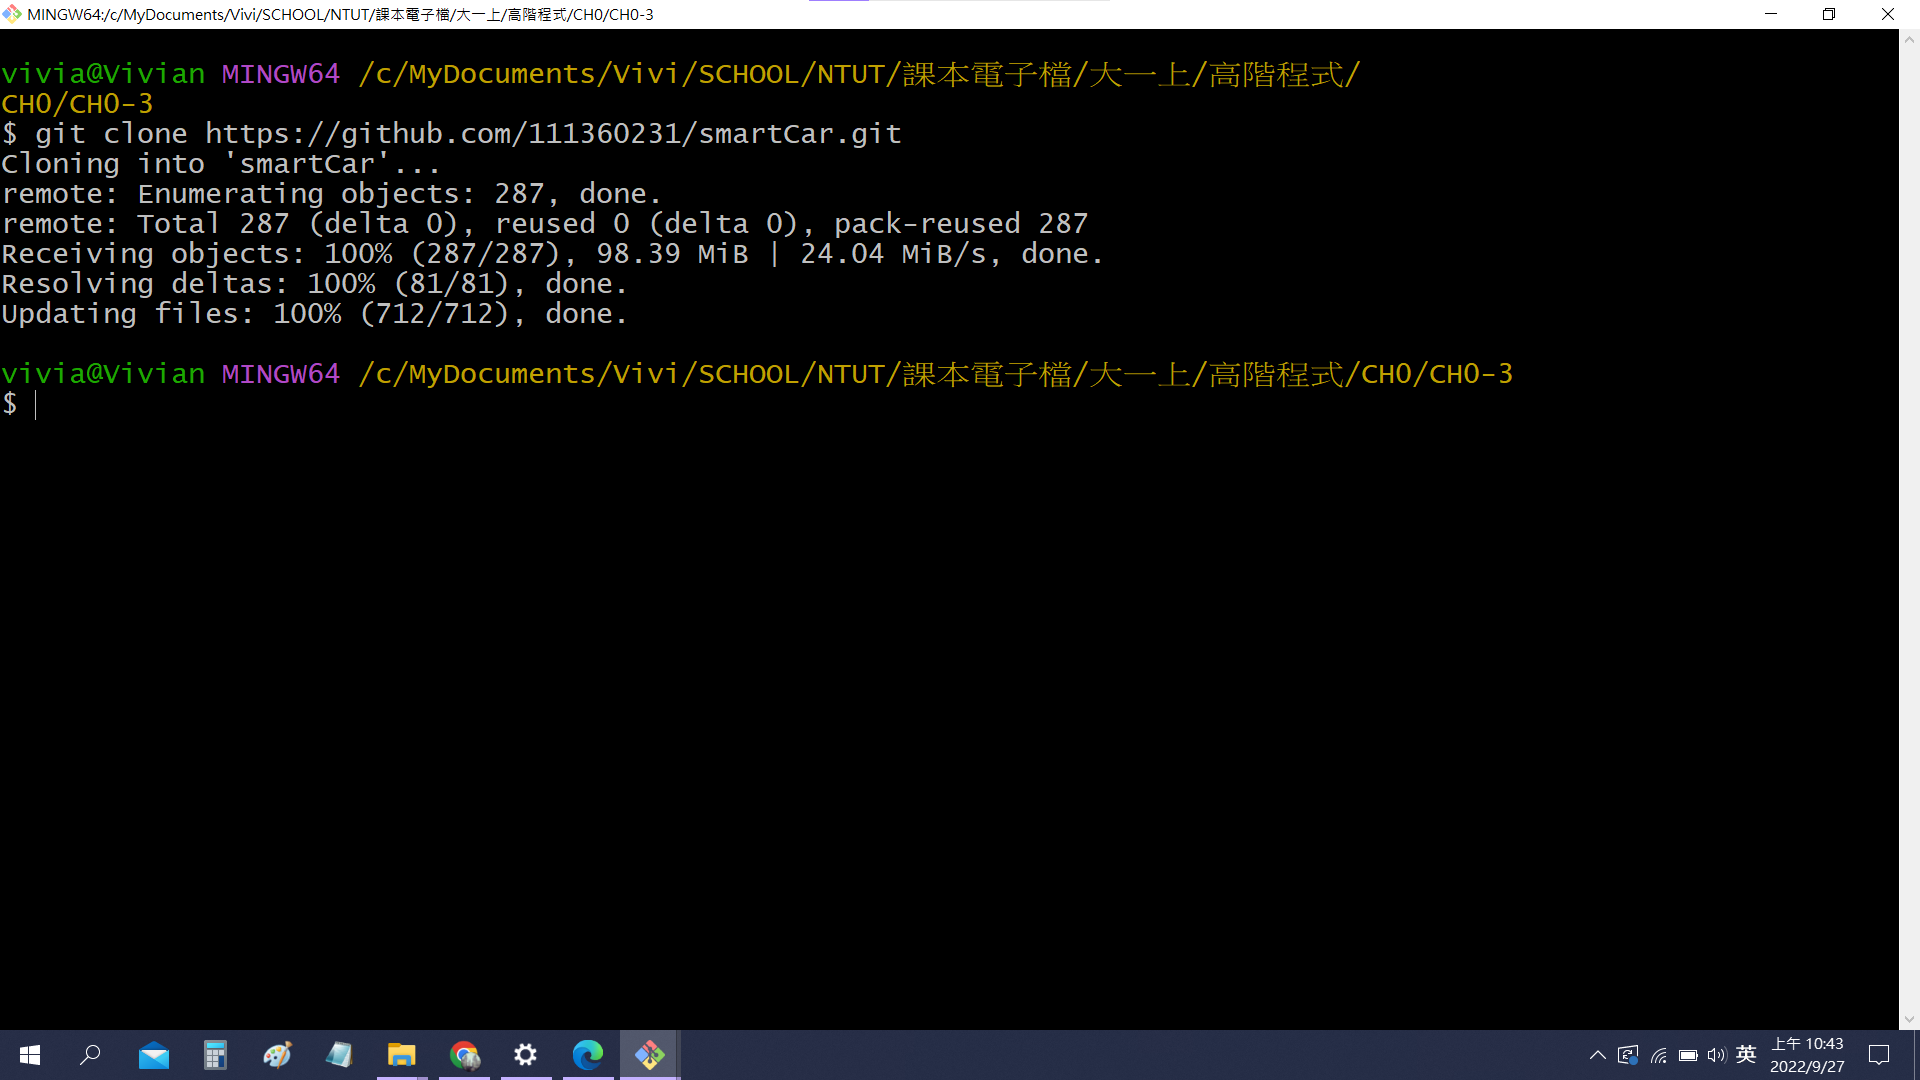 MINGW64:/c/MyDocuments/Vivi/SCHOOL/NTUT/課本電子檔/大一上/高階程式/CH0/CH0-3
vivia@Vivian MINGW64 /c/MyDocuments/Vivi/SCHOOL/NTUT/課本電子檔/大一上/高階程式/
CH0/CH0-3
$ git clone https://github.com/111360231/smartCar.git
Cloning into 'smartCar'...
remote: Enumerating objects: 287, done.
remote: Total 287 (delta 0), reused 0 (delta 0), pack-reused 287
Receiving objects: 100% (287/287), 98.39 MiB | 24.04 MiB/s, done.
Resolving deltas: 100% (81/81), done.
Updating files: 100% (712/712), done.
vivia@Vivian MINGW64 /c/MyDocuments/Vivi/SCHOOL/NTUT/課本電子檔/大一上/高階程式/CH0/CH0-3
$
英
上午 10:43
2022/9/27